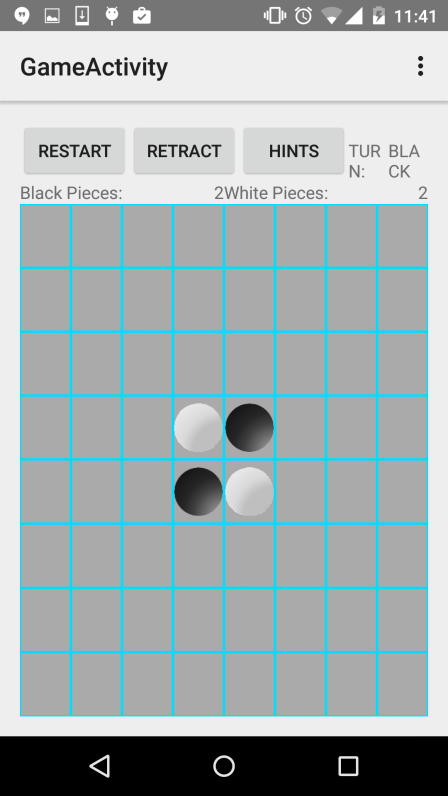 11:41
GameActivity
RESTART RETRACT HINTS TUR BLA
N: CK
Black Pieces: 2White Pieces: 2